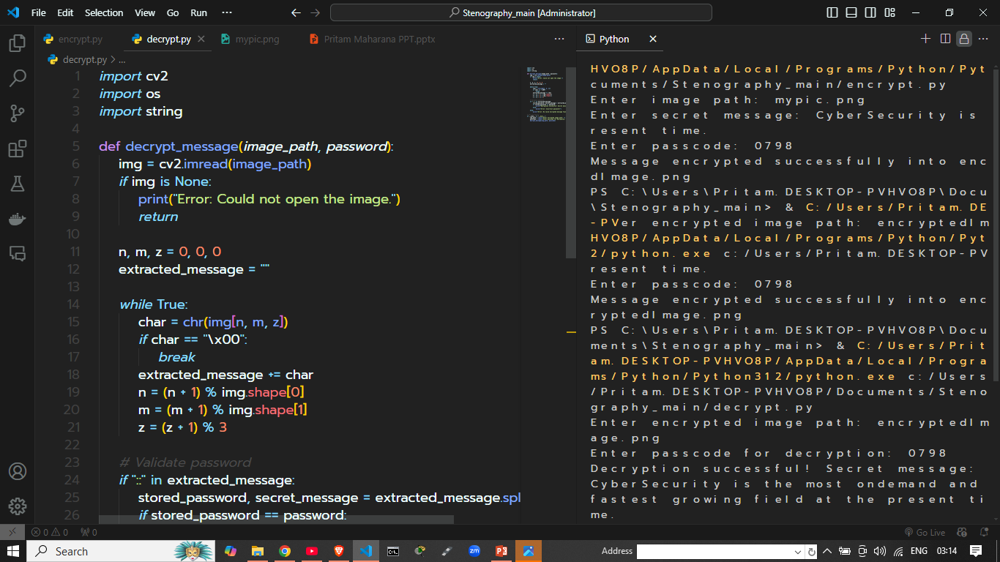 File Edit Selection View Go Run ··· Stenography_main [Administrator]
encrypt.py decrypt.py mypic.png Pritam Maharana PPT.pptx ··· Python
decrypt.py > ...
1 import cv2
2 import os
3 import string
4
5 def decrypt_message(image_path, password):
6 img = cv2.imread(image_path)
7 if img is None:
8 print("Error: Could not open the image.")
9 return
10
11 n, m, z = 0, 0, 0
12 extracted_message = ""
13
14 while True:
15 char = chr(img[n, m, z])
16 if char == "\x00":
17 break
18 extracted_message += char
19 n = (n + 1) % img.shape[0]
20 m = (m + 1) % img.shape[1]
21 z = (z + 1) % 3
22
23 # Validate password
24 if "::" in extracted_message:
25 stored_password, secret_message = extracted_message.spl
26 if stored_password == password:
HVO8P/AppData/Local/Programs/Python/Pyt
cuments/Stenography_main/encrypt.py
Enter image path: mypic.png
Enter secret message: CyberSecurity is
resent time.
Enter passcode: 0798
Message encrypted successfully into enc
dImage.png
PS C:\Users\Pritam.DESKTOP-PVHVO8P\Docu
\Stenography_main> & C:/Users/Pritam.DE
-PVer encrypted image path: encryptedIm
HVO8P/AppData/Local/Programs/Python/Pyt
2/python.exe c:/Users/Pritam.DESKTOP-PV
resent time.
Enter passcode: 0798
Message encrypted successfully into enc
ryptedImage.png
PS C:\Users\Pritam.DESKTOP-PVHVO8P\Docu
ments\Stenography_main> & C:/Users/Prit
am.DESKTOP-PVHVO8P/AppData/Local/Progra
ms/Python/Python312/python.exe c:/Users
/Pritam.DESKTOP-PVHVO8P/Documents/Steno
graphy_main/decrypt.py
Enter encrypted image path: encryptedIm
age.png
Enter passcode for decryption: 0798
Decryption successful! Secret message:
CyberSecurity is the most ondemand and
fastest growing field at the present ti
me.
0 0 0 Go Live
Search zm Address ENG 03:14